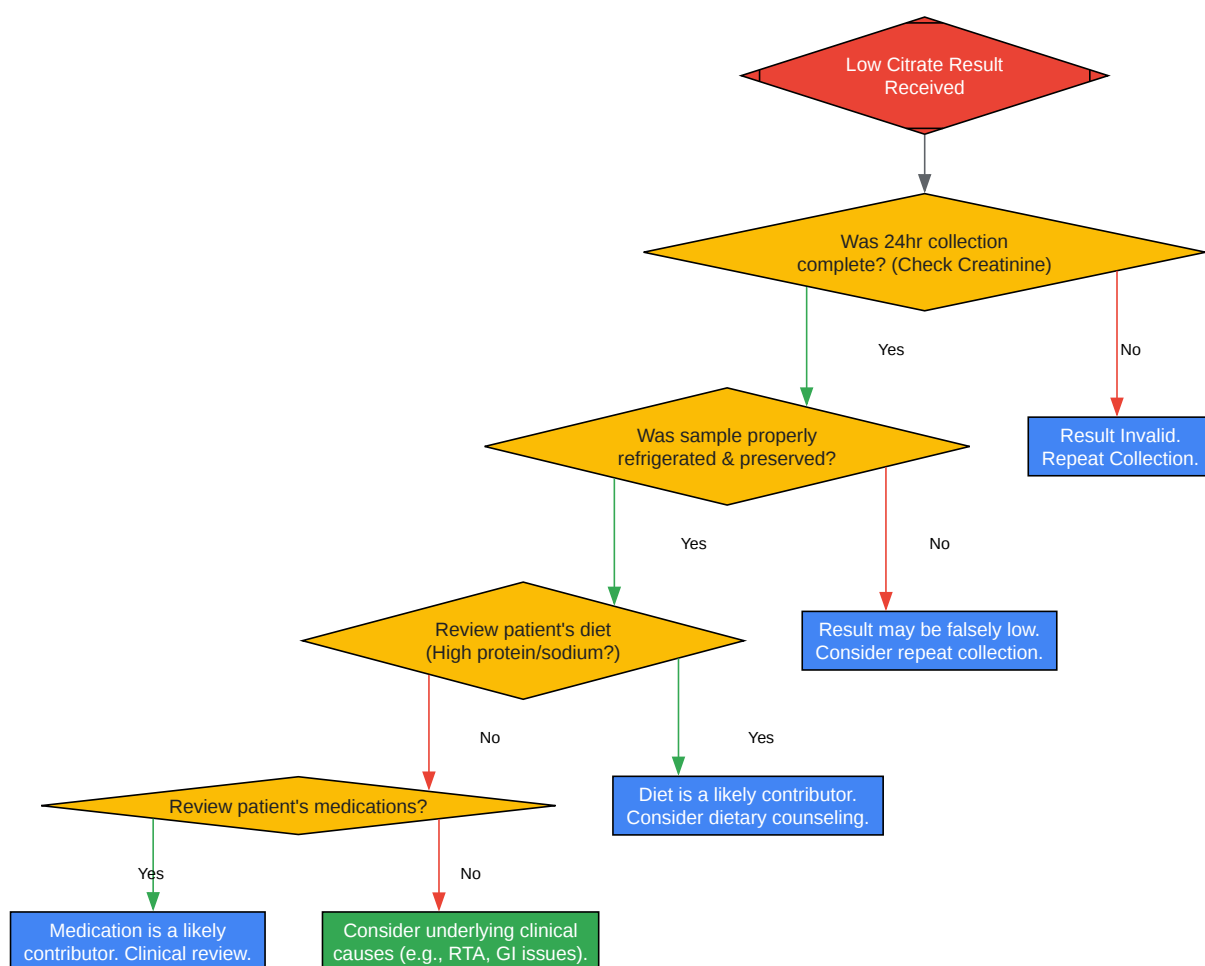 Low Citrate Result
Received
Was 24hr collection
complete? (Check Creatinine)
Yes
No
Was sample properly
refrigerated & preserved?
Result Invalid.
Repeat Collection.
Yes
No
Review patient's diet
(High protein/sodium?)
Result may be falsely low.
Consider repeat collection.
No
Yes
Review patient's medications?
Diet is a likely contributor.
Consider dietary counseling.
Yes
No
Medication is a likely
contributor. Clinical review.
Consider underlying clinical
causes (e.g., RTA, GI issues).